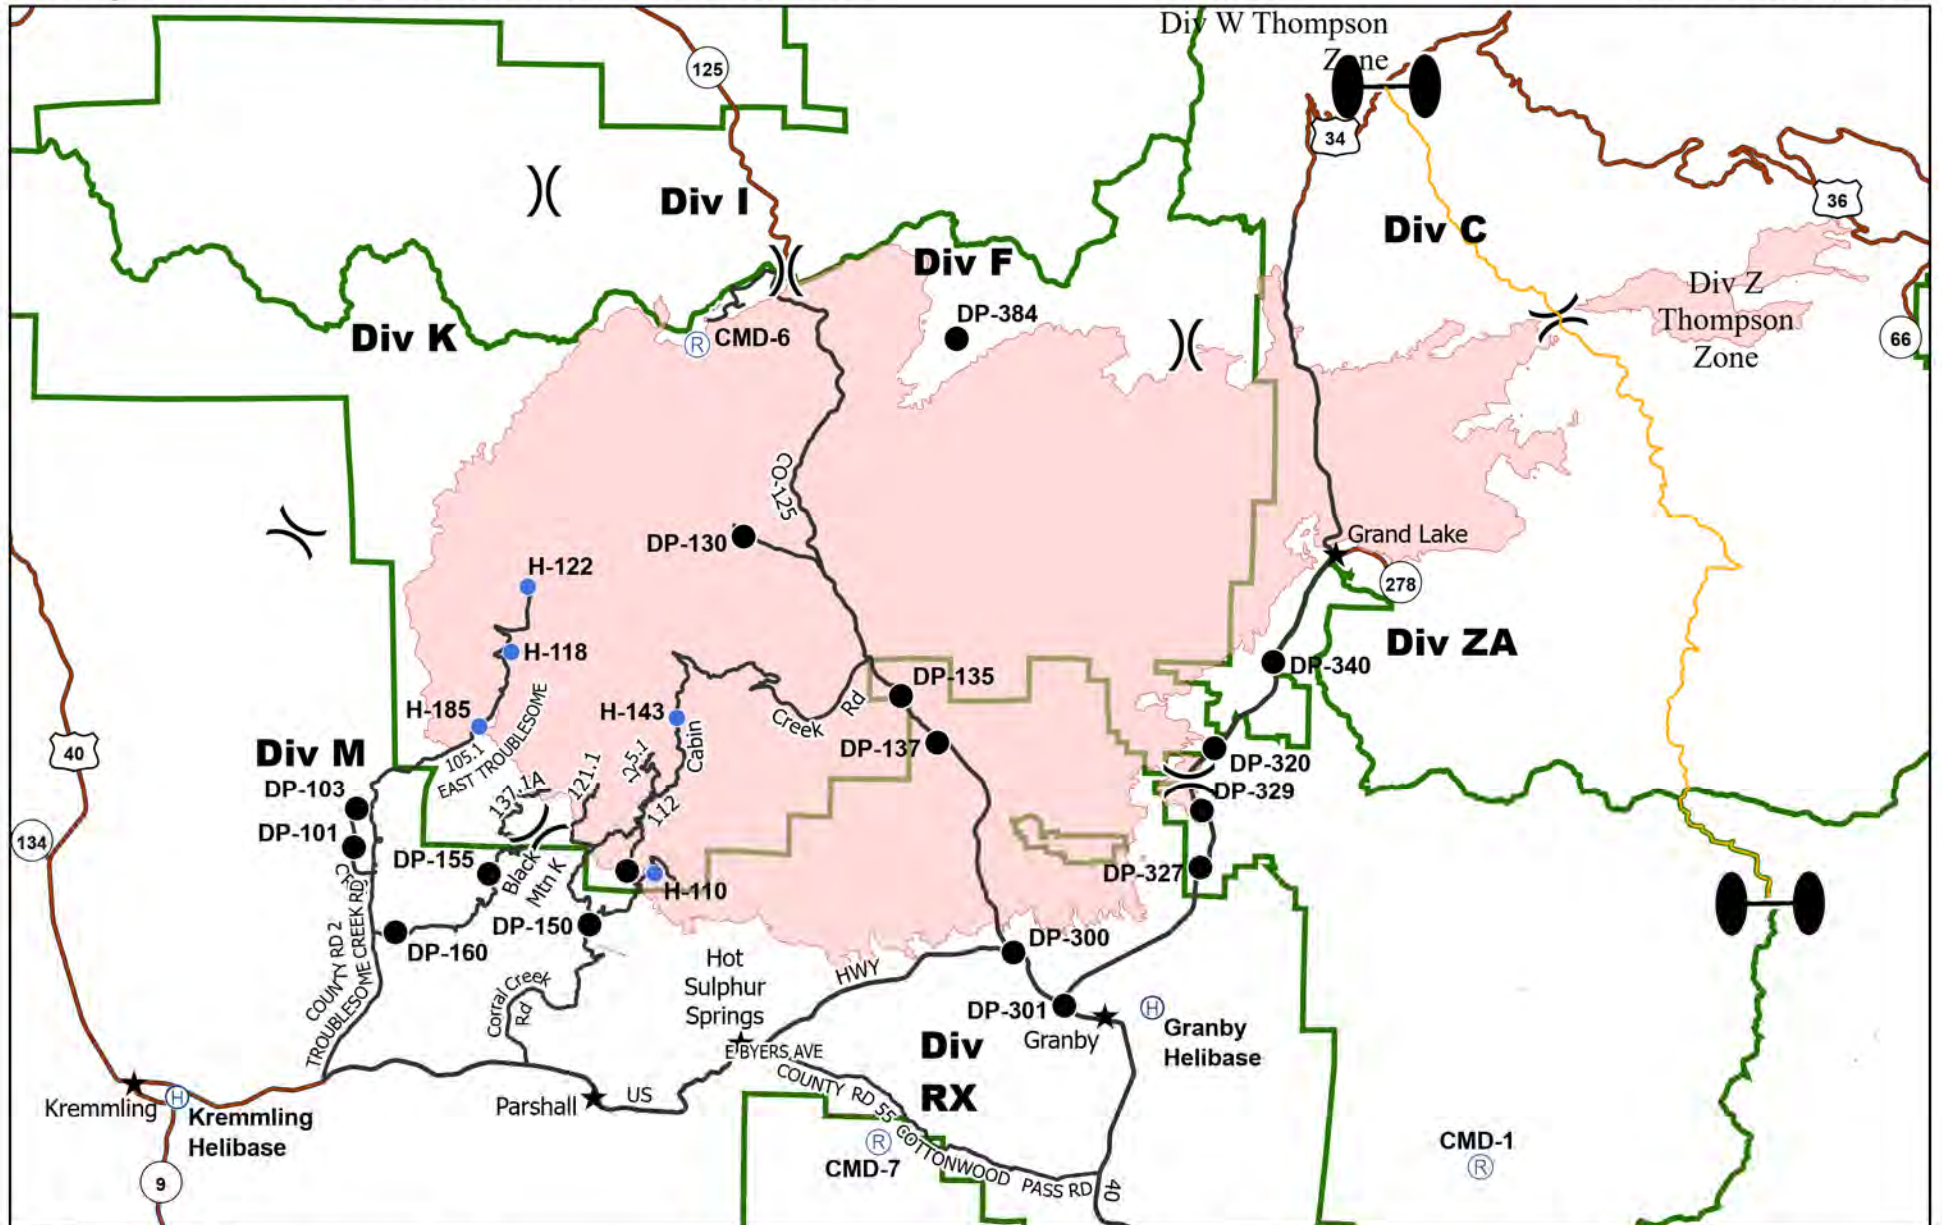 Div W Thompson
Zone
125
34
36
Div I
Div C
Div F
Div Z
Thompson
Zone
DP-384
Div K
CMD-6
R
66
CO-125
Grand Lake
DP-130
H-122
278
H-118
Div ZA
DP-340
DP-135
EAST TROUBLESOME
H-185
H-143
Creek
Rd
Cabin
DP-137
40
Div M
105.1
121.1
2-5.1
DP-320
DP-103
137.1A
112
DP-329
DP-101
134
DP-155
Black
Mtn K
H-110
DP-327
COUNTY RD 2
TROUBLESOME CREEK RD
DP-150
DP-160
DP-300
Hot
Sulphur
Springs
HWY
Corral Creek
Rd
DP-301
Granby
H
Granby
Helibase
Div
RX
E BYERS AVE
COUNTY RD 55
COTTONWOOD
PASS RD
Kremmling
H
Kremmling
Helibase
Parshall
US
CMD-1
R
R
CMD-7
9
40